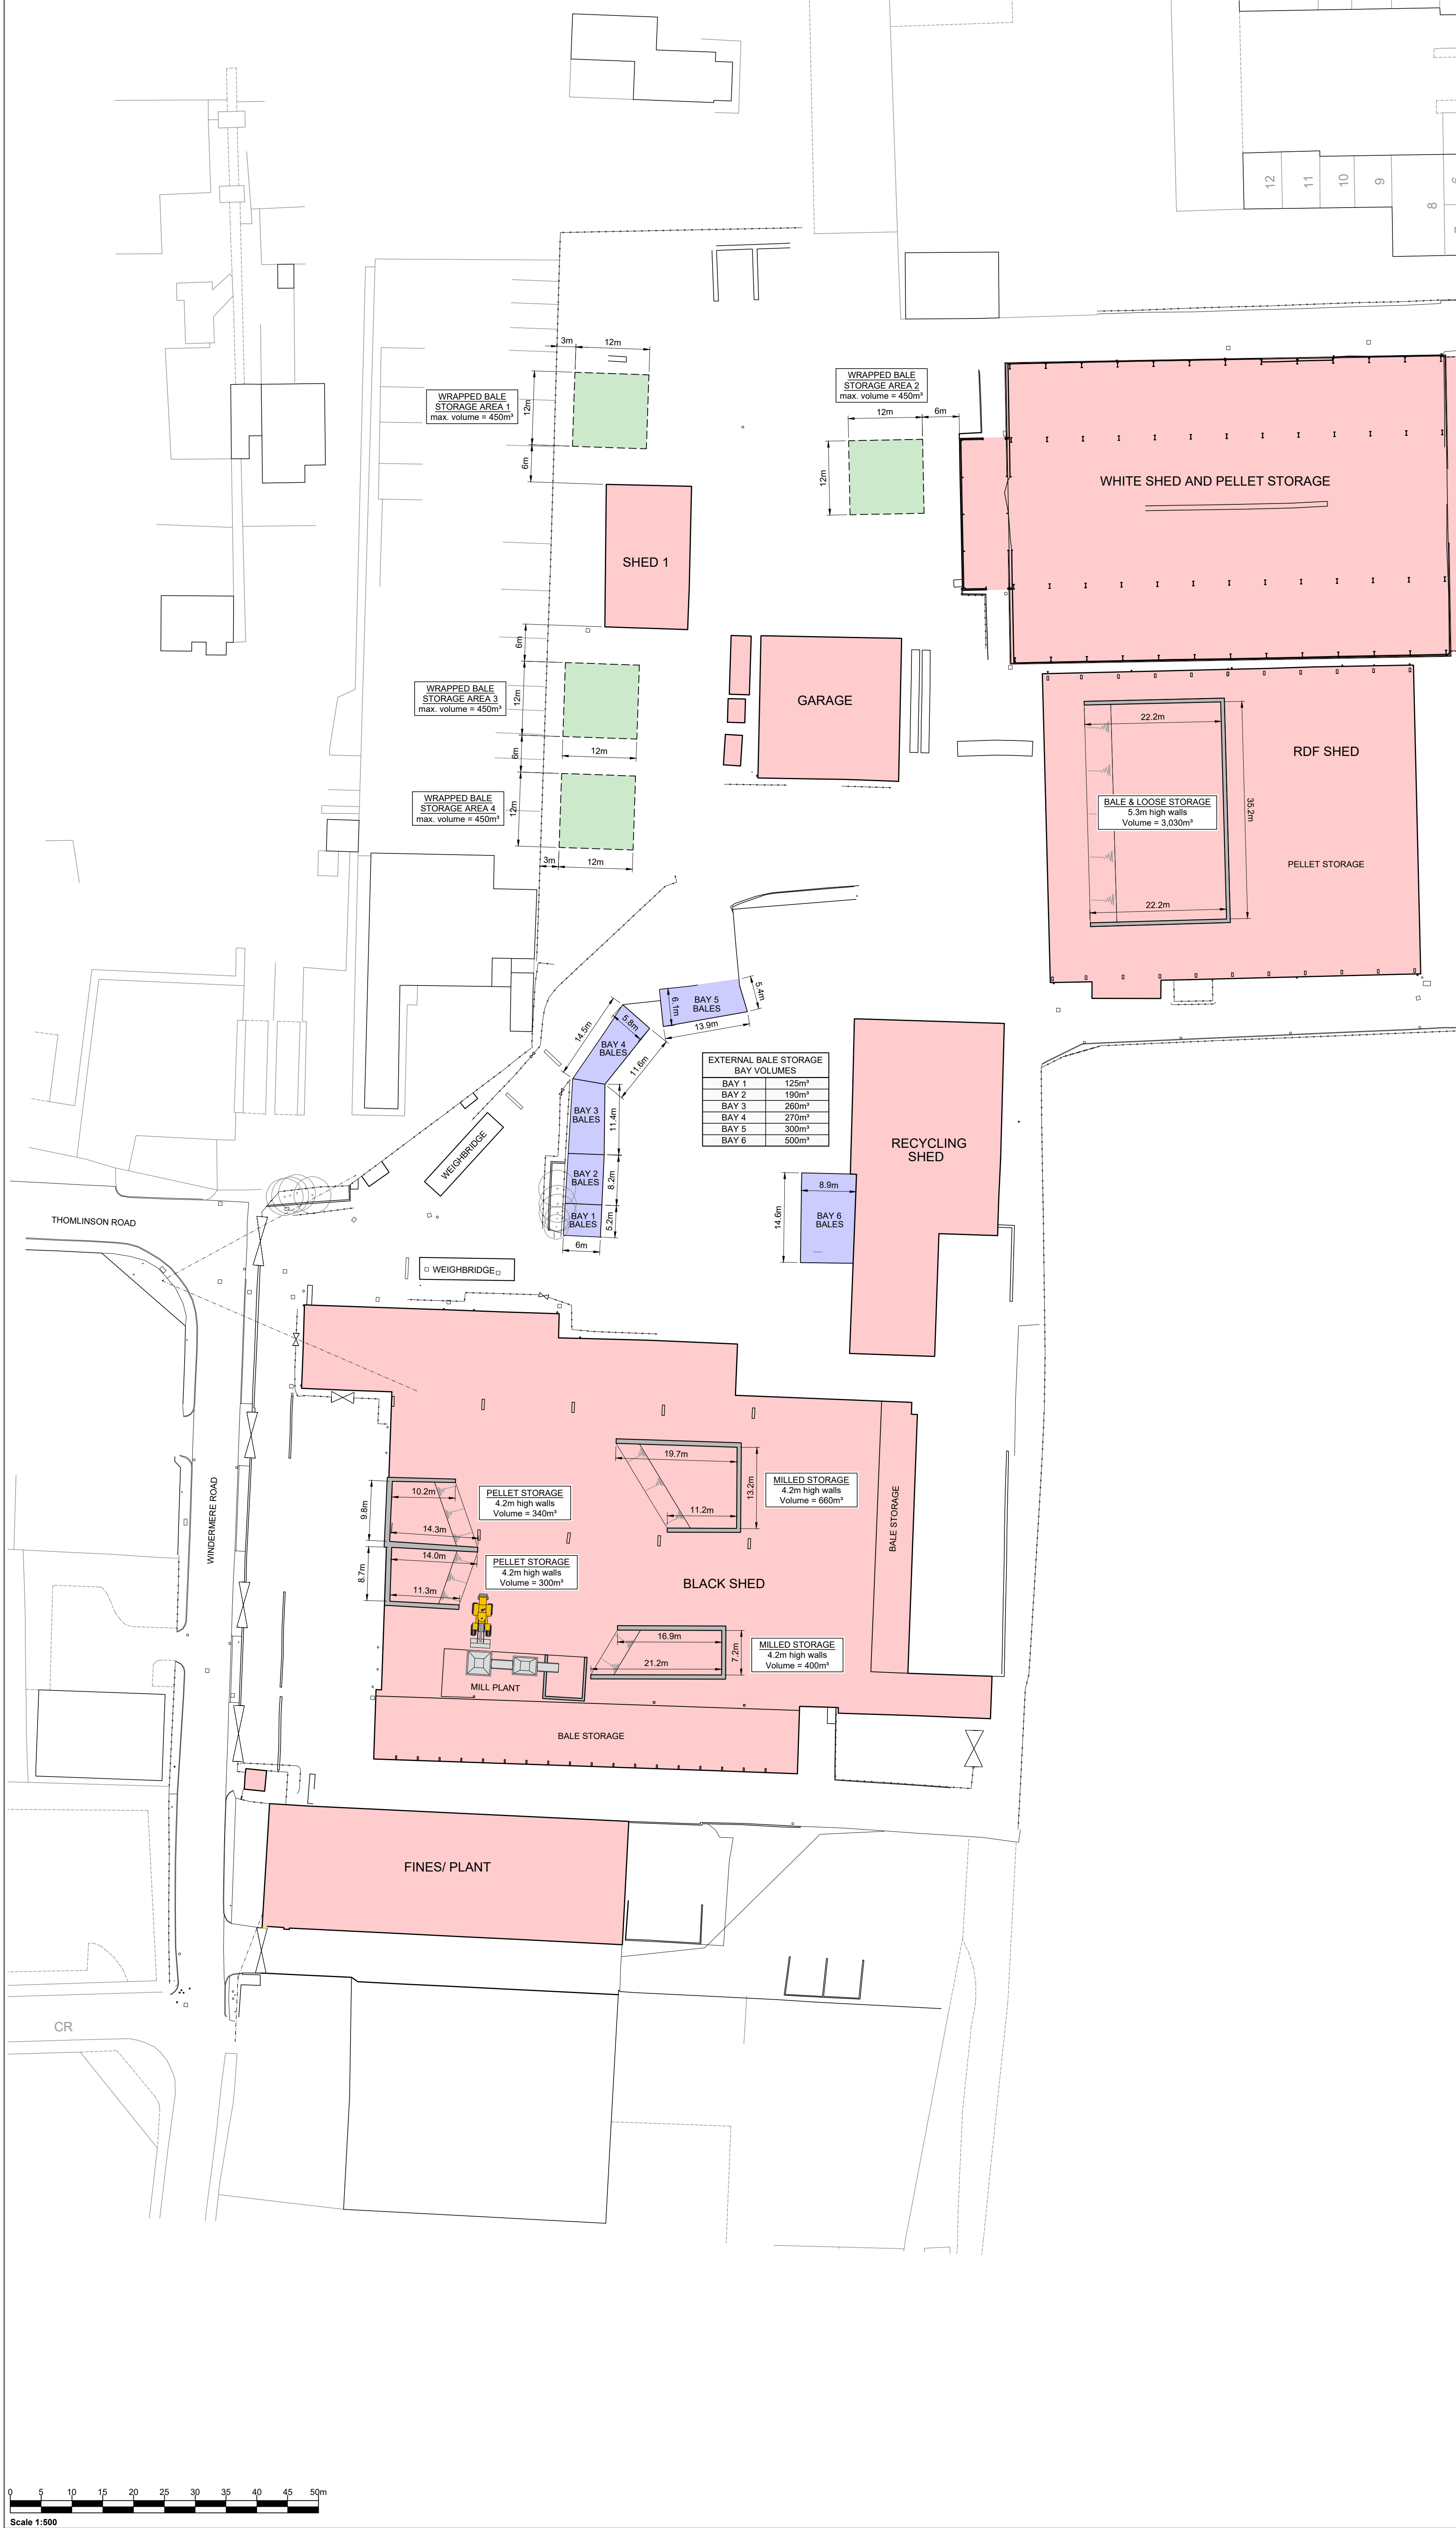 12
11
10
9
8
3m
12m
WRAPPED BALE
STORAGE AREA 1
max. volume = 450m³
12m
6m
WRAPPED BALE
STORAGE AREA 2
max. volume = 450m³
12m
6m
12m
WHITE SHED AND PELLET STORAGE
SHED 1
6m
WRAPPED BALE
STORAGE AREA 3
max. volume = 450m³
12m
12m
6m
GARAGE
WRAPPED BALE
STORAGE AREA 4
max. volume = 450m³
12m
3m
12m
22.2m
RDF SHED
BALE & LOOSE STORAGE
5.3m high walls
Volume = 3,030m³
35.2m
PELLET STORAGE
22.2m
BAY 5
BALES
6.1m
5.4m
13.9m
14.5m
5.8m
BAY 4
BALES
11.6m
BAY 3
BALES
11.4m
BAY 2
BALES
8.2m
BAY 1
BALES
5.2m
6m
EXTERNAL BALE STORAGE
BAY VOLUMES
BAY 1 125m³
BAY 2 190m³
BAY 3 260m³
BAY 4 270m³
BAY 5 300m³
BAY 6 500m³
RECYCLING
SHED
8.9m
14.6m
BAY 6
BALES
WEIGHBRIDGE
WEIGHBRIDGE
THOMLINSON ROAD
WINDERMERE ROAD
19.7m
13.2m
11.2m
MILLED STORAGE
4.2m high walls
Volume = 660m³
BALE STORAGE
10.2m
9.8m
14.3m
PELLET STORAGE
4.2m high walls
Volume = 340m³
14.0m
8.7m
11.3m
PELLET STORAGE
4.2m high walls
Volume = 300m³
BLACK SHED
16.9m
7.2m
21.2m
MILLED STORAGE
4.2m high walls
Volume = 400m³
MILL PLANT
BALE STORAGE
FINES/ PLANT
CR
0 5 10 15 20 25 30 35 40 45 50m
Scale 1:500